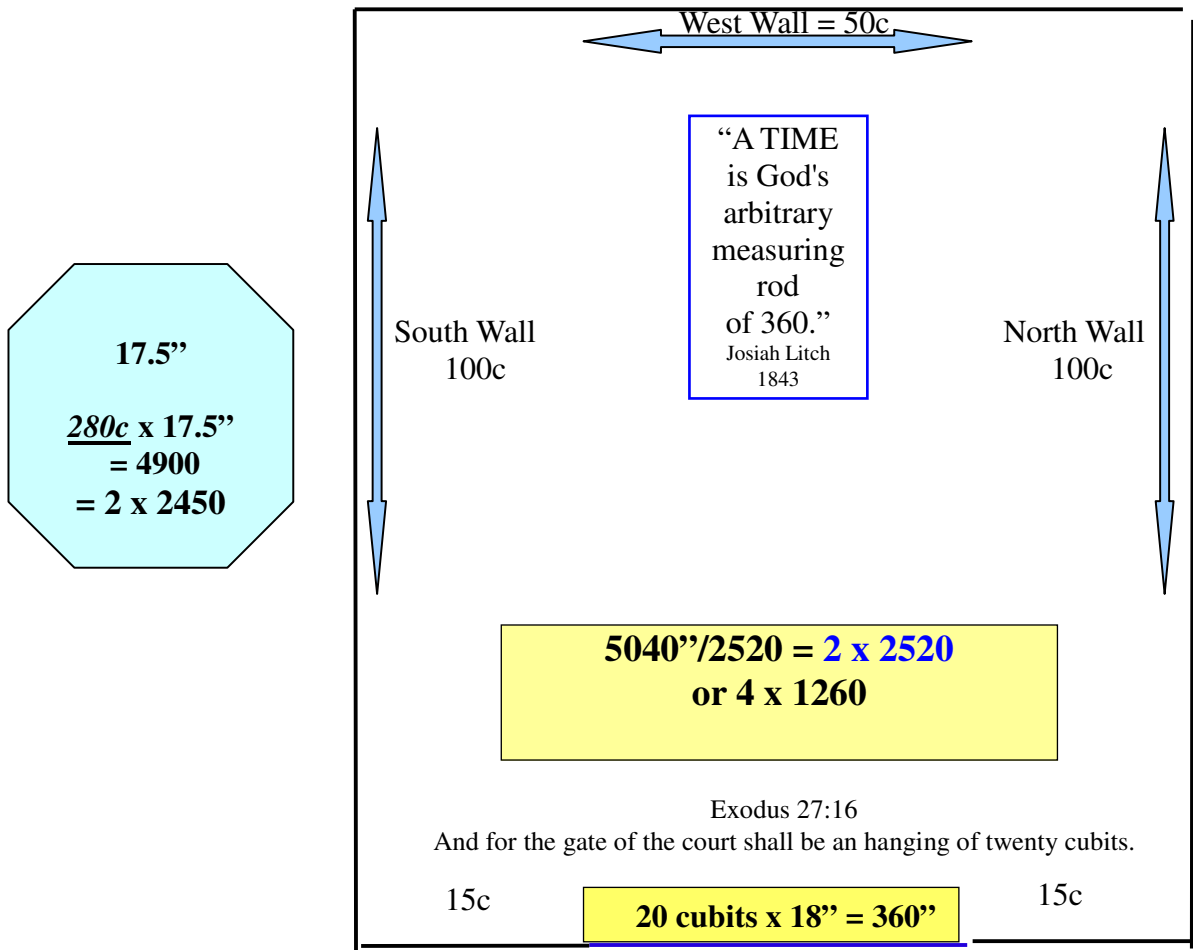 West Wall = 50c
“A TIME
is God's
arbitrary
measuring
rod
of 360.”
Josiah Litch
1843
17.5”
280c x 17.5”
= 4900
= 2 x 2450
South Wall
100c
North Wall
100c
5040”/2520 = 2 x 2520
or 4 x 1260
Exodus 27:16
And for the gate of the court shall be an hanging of twenty cubits.
15c
20 cubits x 18” = 360”
15c